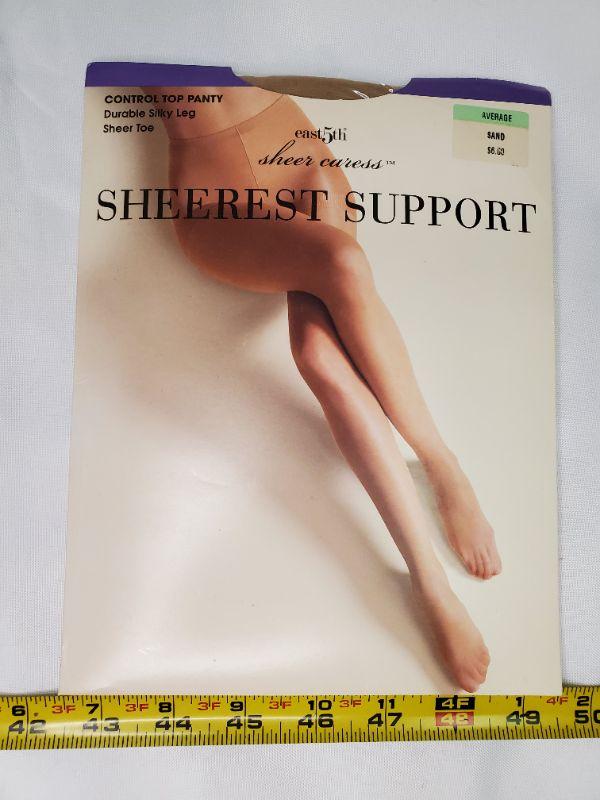 CONTROL TOP PANTY
Durable Silky Leg
Sheer Toe
east5th
sheer caress™
SHEEREST SUPPORT
AVERAGE
SAND
6 3F 7 3F 8 3F 9 3F 10 3F 11 4F 1 4F 2
42 43 44 45 46 47 48 49 50